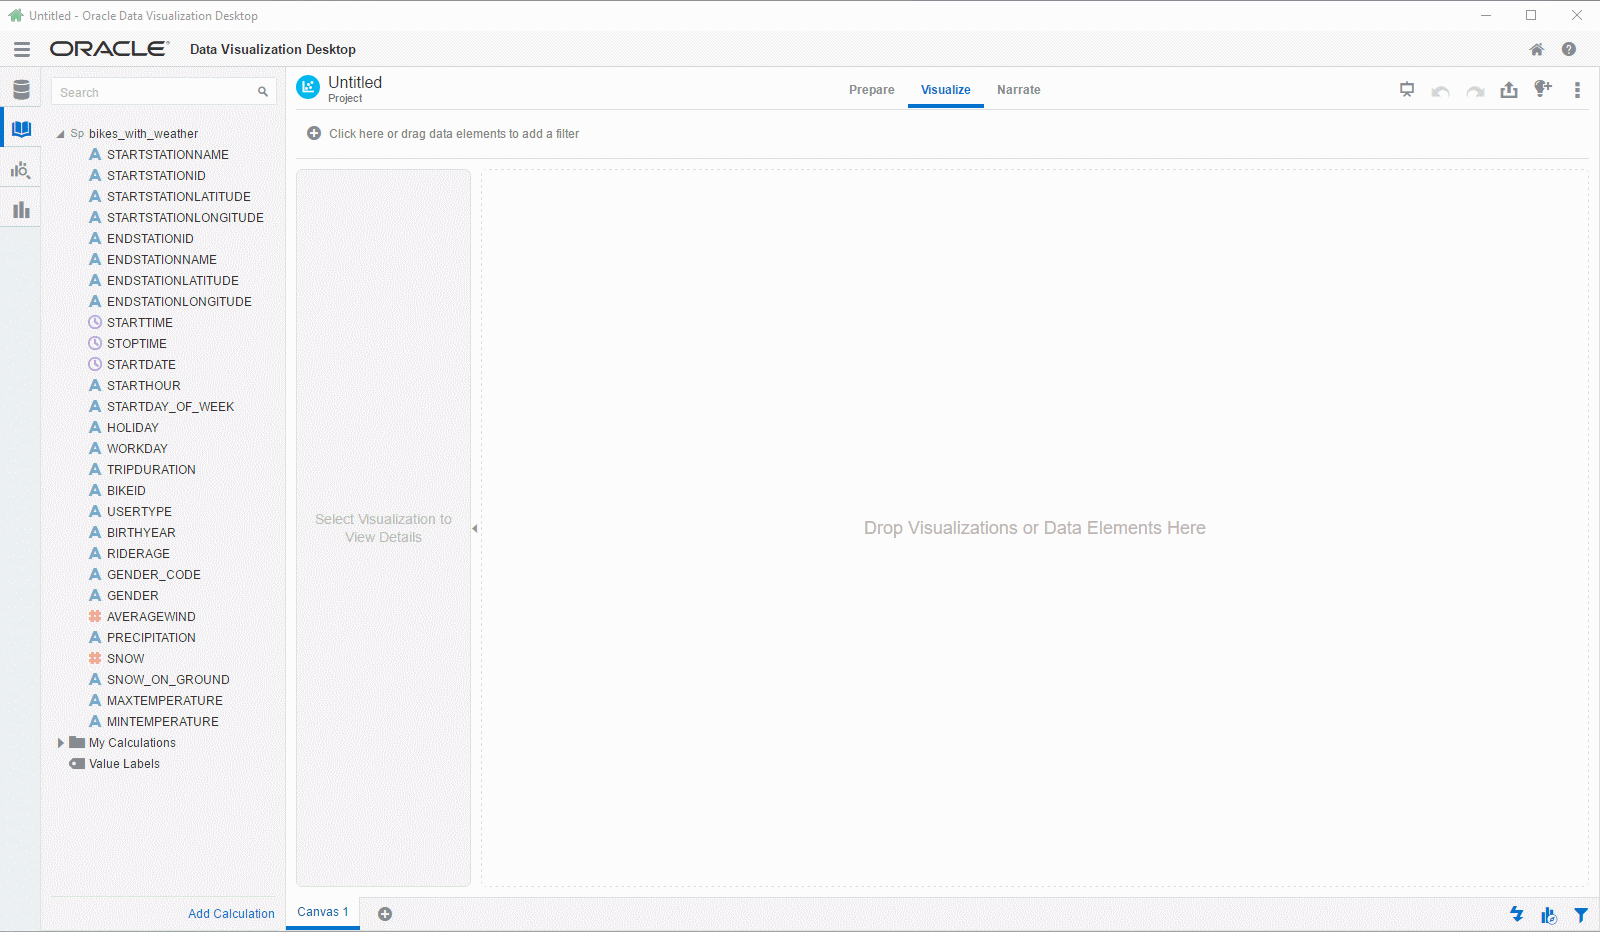 Untitled - Oracle Data Visualization Desktop
ORACLE Data Visualization Desktop
Search
Untitled
Project
Prepare Visualize Narrate
Click here or drag data elements to add a filter
Sp bikes_with_weather
A STARTSTATIONNAME
A STARTSTATIONID
A STARTSTATIONLATITUDE
A STARTSTATIONLONGITUDE
A ENDSTATIONID
A ENDSTATIONNAME
A ENDSTATIONLATITUDE
A ENDSTATIONLONGITUDE
STARTTIME
STOPTIME
STARTDATE
A STARTHOUR
A STARTDAY_OF_WEEK
A HOLIDAY
A WORKDAY
A TRIPDURATION
A BIKEID
A USERTYPE
A BIRTHYEAR
A RIDERAGE
A GENDER_CODE
A GENDER
# AVERAGEWIND
A PRECIPITATION
# SNOW
A SNOW_ON_GROUND
A MAXTEMPERATURE
A MINTEMPERATURE
My Calculations
Value Labels
Add Calculation
Select Visualization to
View Details
Drop Visualizations or Data Elements Here
Canvas 1